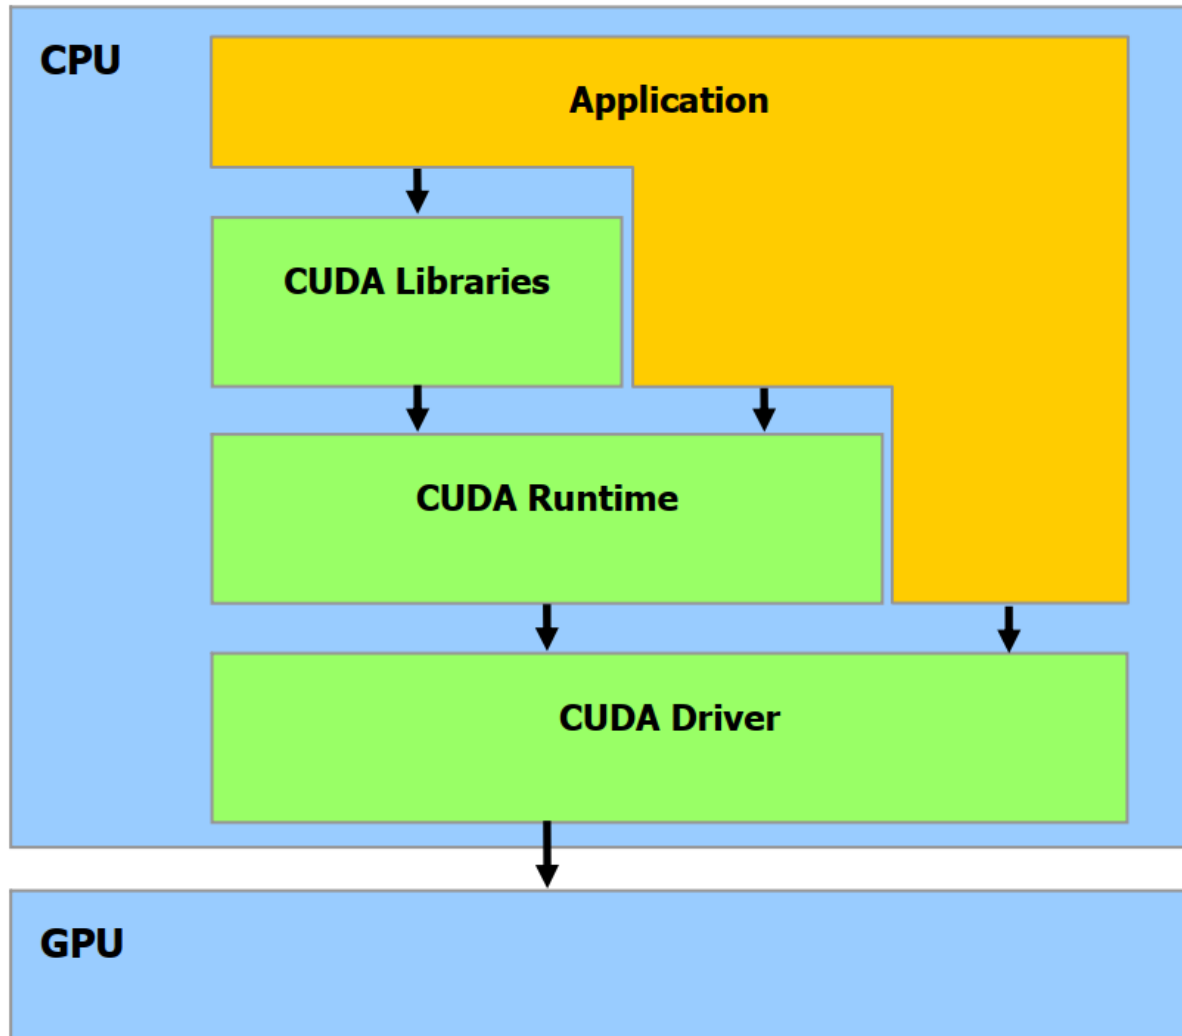 CPU
Application
CUDA Libraries
CUDA Runtime
CUDA Driver
GPU